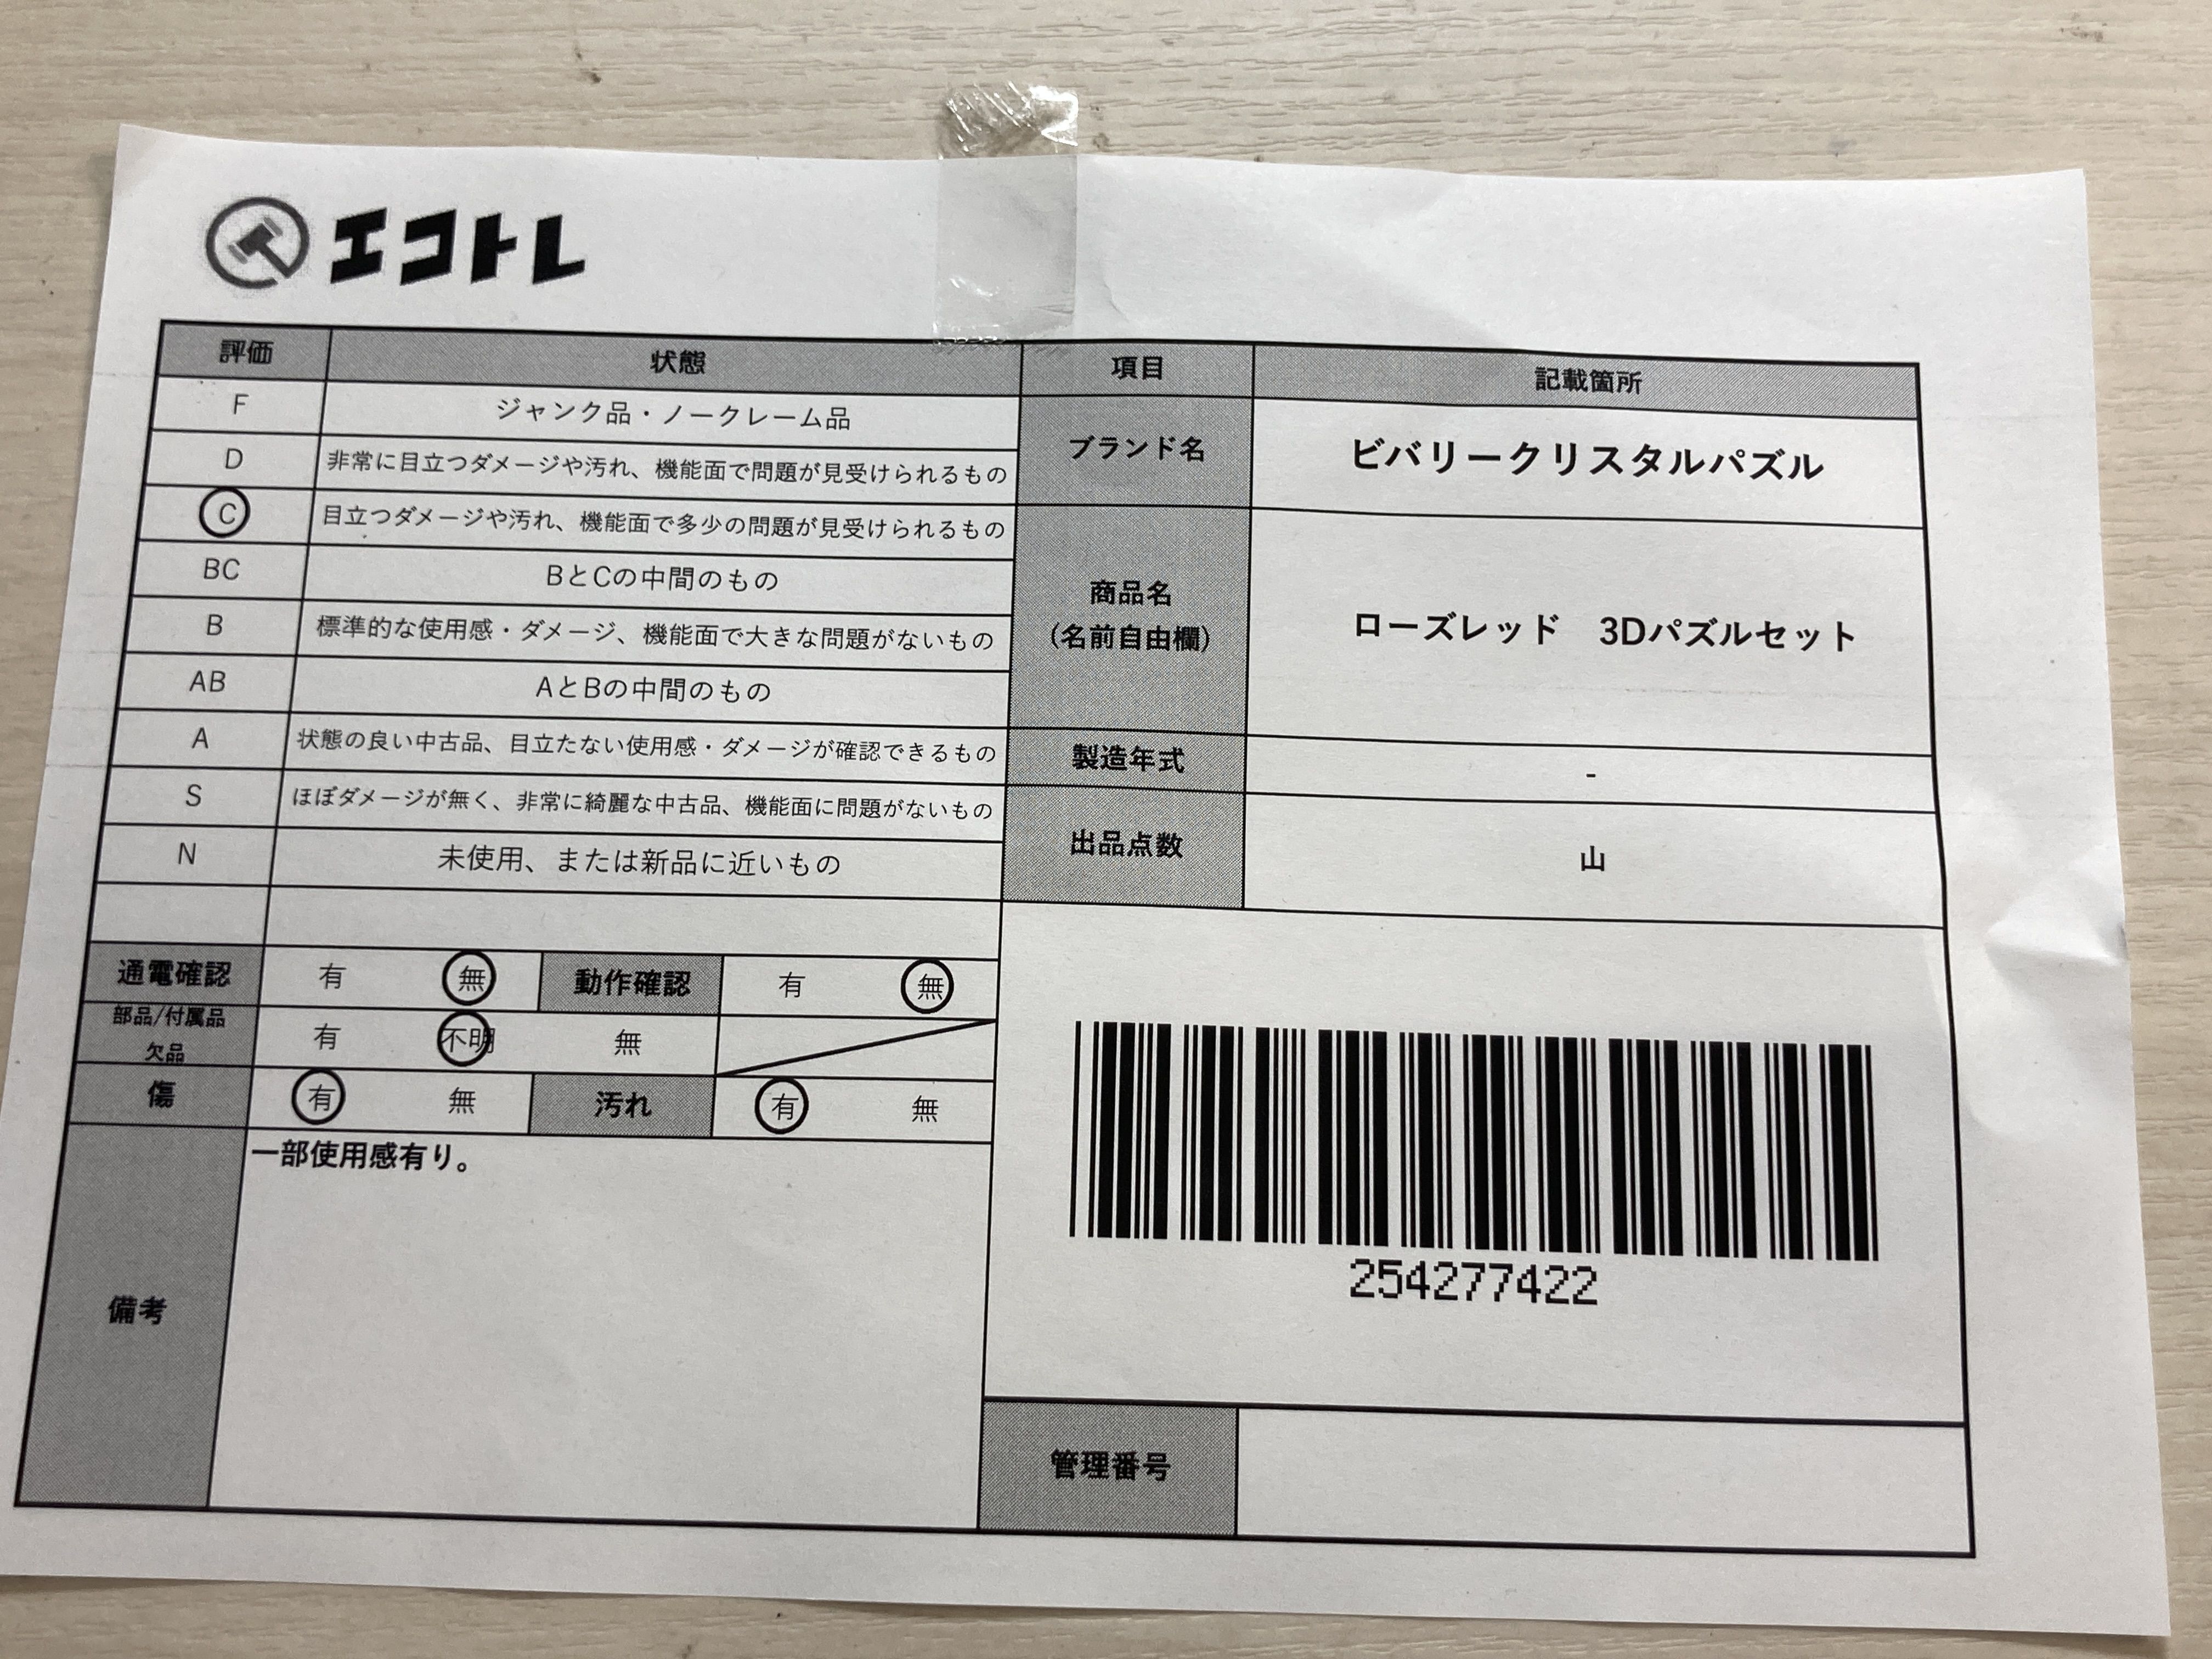 エコトレ
評価 状態 項目 記載箇所
F ジャンク品・ノークレーム品
D 非常に目立つダメージや汚れ、機能面で問題が見受けられるもの
C 目立つダメージや汚れ、機能面で多少の問題が見受けられるもの
BC BとCの中間のもの
B 標準的な使用感・ダメージ、機能面で大きな問題がないもの
AB AとBの中間のもの
A 状態の良い中古品、目立たない使用感・ダメージが確認できるもの
S ほぼダメージが無く、非常に綺麗な中古品、機能面に問題がないもの
N 未使用、または新品に近いもの
ブランド名 ビバリークリスタルパズル
商品名
(名前自由欄)
ローズレッド　3Dパズルセット
製造年式 -
出品点数 山
通電確認 有 無 動作確認 有 無
部品/付属品
欠品
有 不明 無
傷 有 無 汚れ 有 無
備考
一部使用感有り。
254277422
管理番号